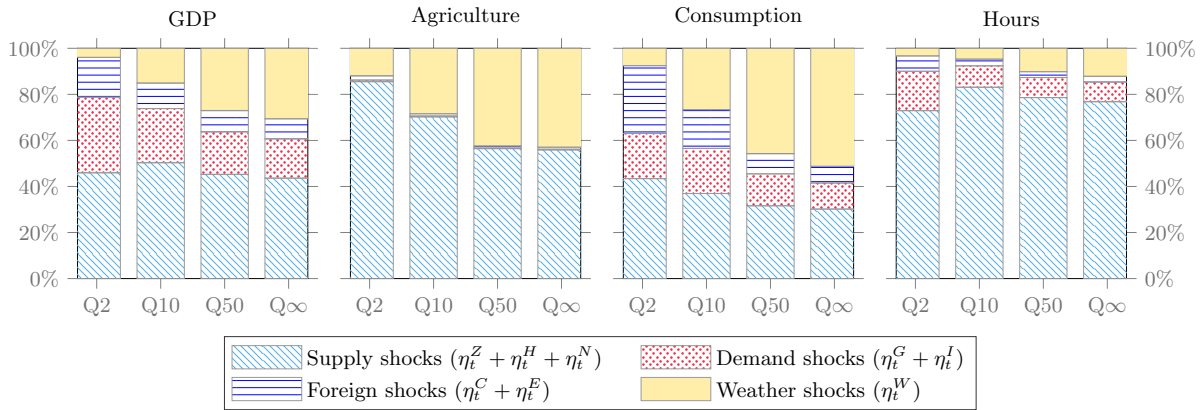 GDP Agriculture Consumption Hours
100% 100%
80% 80%
60% 60%
40% 40%
20% 20%
0% 0%
Q2 Q10 Q50 Q∞ Q2 Q10 Q50 Q∞ Q2 Q10 Q50 Q∞ Q2 Q10 Q50 Q∞
Supply shocks (η_t^Z + η_t^H + η_t^N) Demand shocks (η_t^G + η_t^I)
Foreign shocks (η_t^C + η_t^E) Weather shocks (η_t^W)